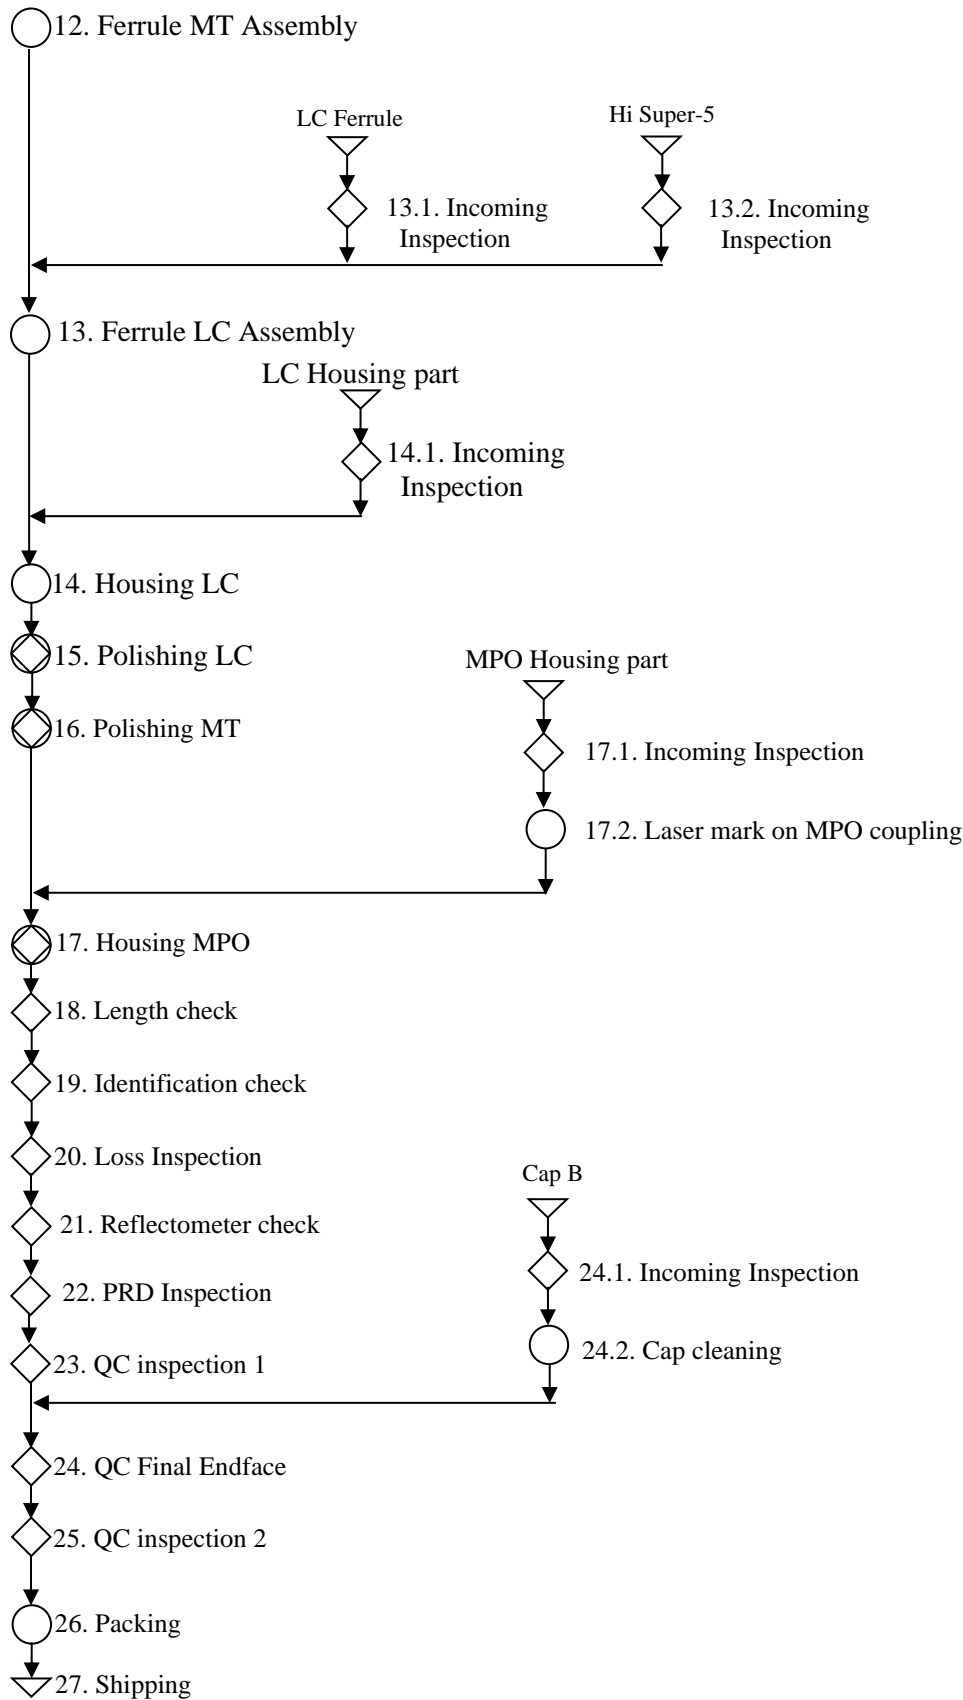 12. Ferrule MT Assembly
LC Ferrule
Hi Super-5
13.1. Incoming
Inspection
13.2. Incoming
Inspection
13. Ferrule LC Assembly
LC Housing part
14.1. Incoming
Inspection
14. Housing LC
15. Polishing LC
MPO Housing part
16. Polishing MT
17.1. Incoming Inspection
17.2. Laser mark on MPO coupling
17. Housing MPO
18. Length check
19. Identification check
20. Loss Inspection
Cap B
21. Reflectometer check
24.1. Incoming Inspection
22. PRD Inspection
24.2. Cap cleaning
23. QC inspection 1
24. QC Final Endface
25. QC inspection 2
26. Packing
27. Shipping